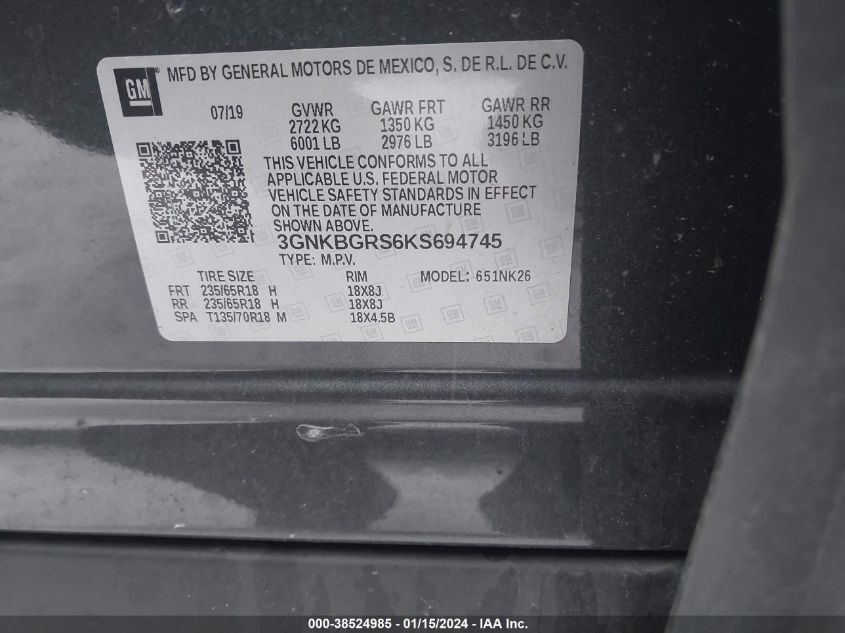 GM
MFD BY GENERAL MOTORS DE MEXICO, S. DE R.L. DE C.V.
07/19 GVWR GAWR FRT GAWR RR
2722 KG 1350 KG 1450 KG
6001 LB 2976 LB 3196 LB
THIS VEHICLE CONFORMS TO ALL
APPLICABLE U.S. FEDERAL MOTOR
VEHICLE SAFETY STANDARDS IN EFFECT
ON THE DATE OF MANUFACTURE
SHOWN ABOVE.
3GNKBGRS6KS694745
TYPE: M.P.V.
TIRE SIZE RIM MODEL: 651NK26
FRT 235/65R18 H 18X8J
RR 235/65R18 H 18X8J
SPA T135/70R18 M 18X4.5B
000-38524985 - 01/15/2024 - IAA Inc.